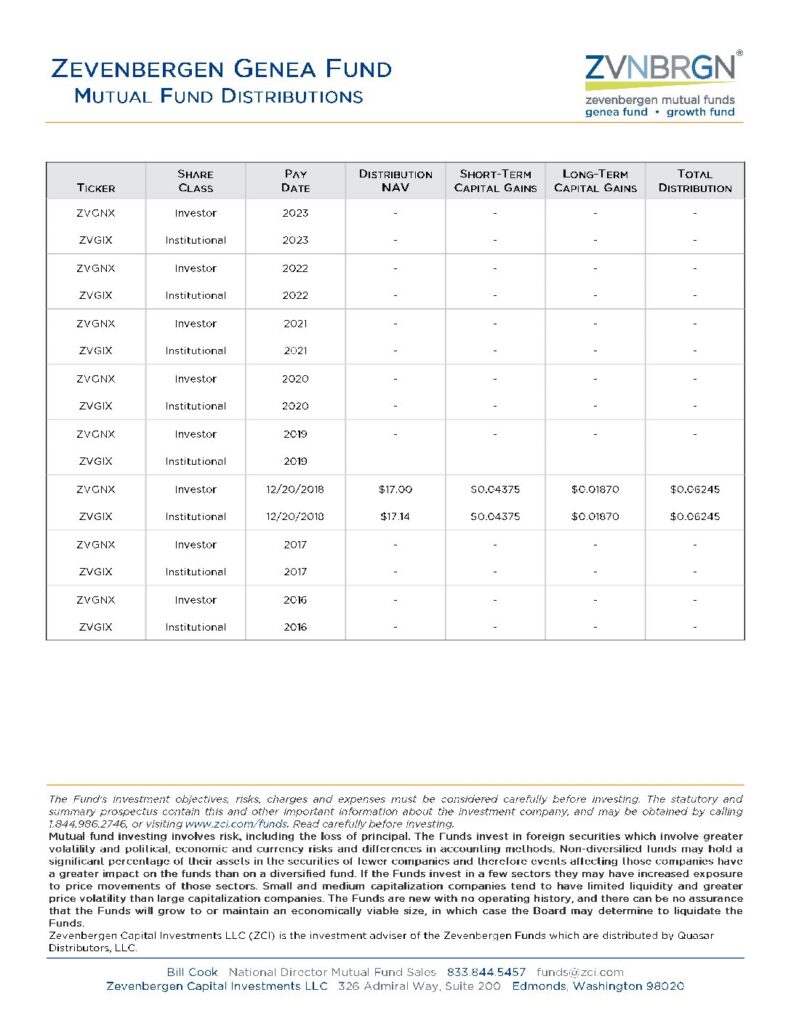 ZEVENBERGEN GENEA FUND
MUTUAL FUND DISTRIBUTIONS
ZVNBRGN®
zevenbergen mutual funds
genea fund • growth fund
TICKER SHARE CLASS PAY DATE DISTRIBUTION NAV SHORT-TERM CAPITAL GAINS LONG-TERM CAPITAL GAINS TOTAL DISTRIBUTION
ZVGNX Investor 2023 - - - -
ZVGIX Institutional 2023 - - - -
ZVGNX Investor 2022 - - - -
ZVGIX Institutional 2022 - - - -
ZVGNX Investor 2021 - - - -
ZVGIX Institutional 2021 - - - -
ZVGNX Investor 2020 - - - -
ZVGIX Institutional 2020 - - - -
ZVGNX Investor 2019 - - - -
ZVGIX Institutional 2019
ZVGNX Investor 12/20/2018 $17.00 $0.04375 $0.01870 $0.06245
ZVGIX Institutional 12/20/2018 $17.14 $0.04375 $0.01870 $0.06245
ZVGNX Investor 2017 - - - -
ZVGIX Institutional 2017 - - - -
ZVGNX Investor 2016 - - - -
ZVGIX Institutional 2016 - - - -
The Fund's investment objectives, risks, charges and expenses must be considered carefully before investing. The statutory and
summary prospectus contain this and other important information about the investment company, and may be obtained by calling
1.844.986.2746, or visiting www.zci.com/funds. Read carefully before investing.
Mutual fund investing involves risk, including the loss of principal. The Funds invest in foreign securities which involve greater
volatility and political, economic and currency risks and differences in accounting methods. Non-diversified funds may hold a
significant percentage of their assets in the securities of fewer companies and therefore events affecting those companies have
a greater impact on the funds than on a diversified fund. If the Funds invest in a few sectors they may have increased exposure
to price movements of those sectors. Small and medium capitalization companies tend to have limited liquidity and greater
price volatility than large capitalization companies. The Funds are new with no operating history, and there can be no assurance
that the Funds will grow to or maintain an economically viable size, in which case the Board may determine to liquidate the
Funds.
Zevenbergen Capital Investments LLC (ZCI) is the investment adviser of the Zevenbergen Funds which are distributed by Quasar
Distributors, LLC.
Bill Cook National Director Mutual Fund Sales 833.844.5457 funds@zci.com
Zevenbergen Capital Investments LLC 326 Admiral Way, Suite 200 Edmonds, Washington 98020